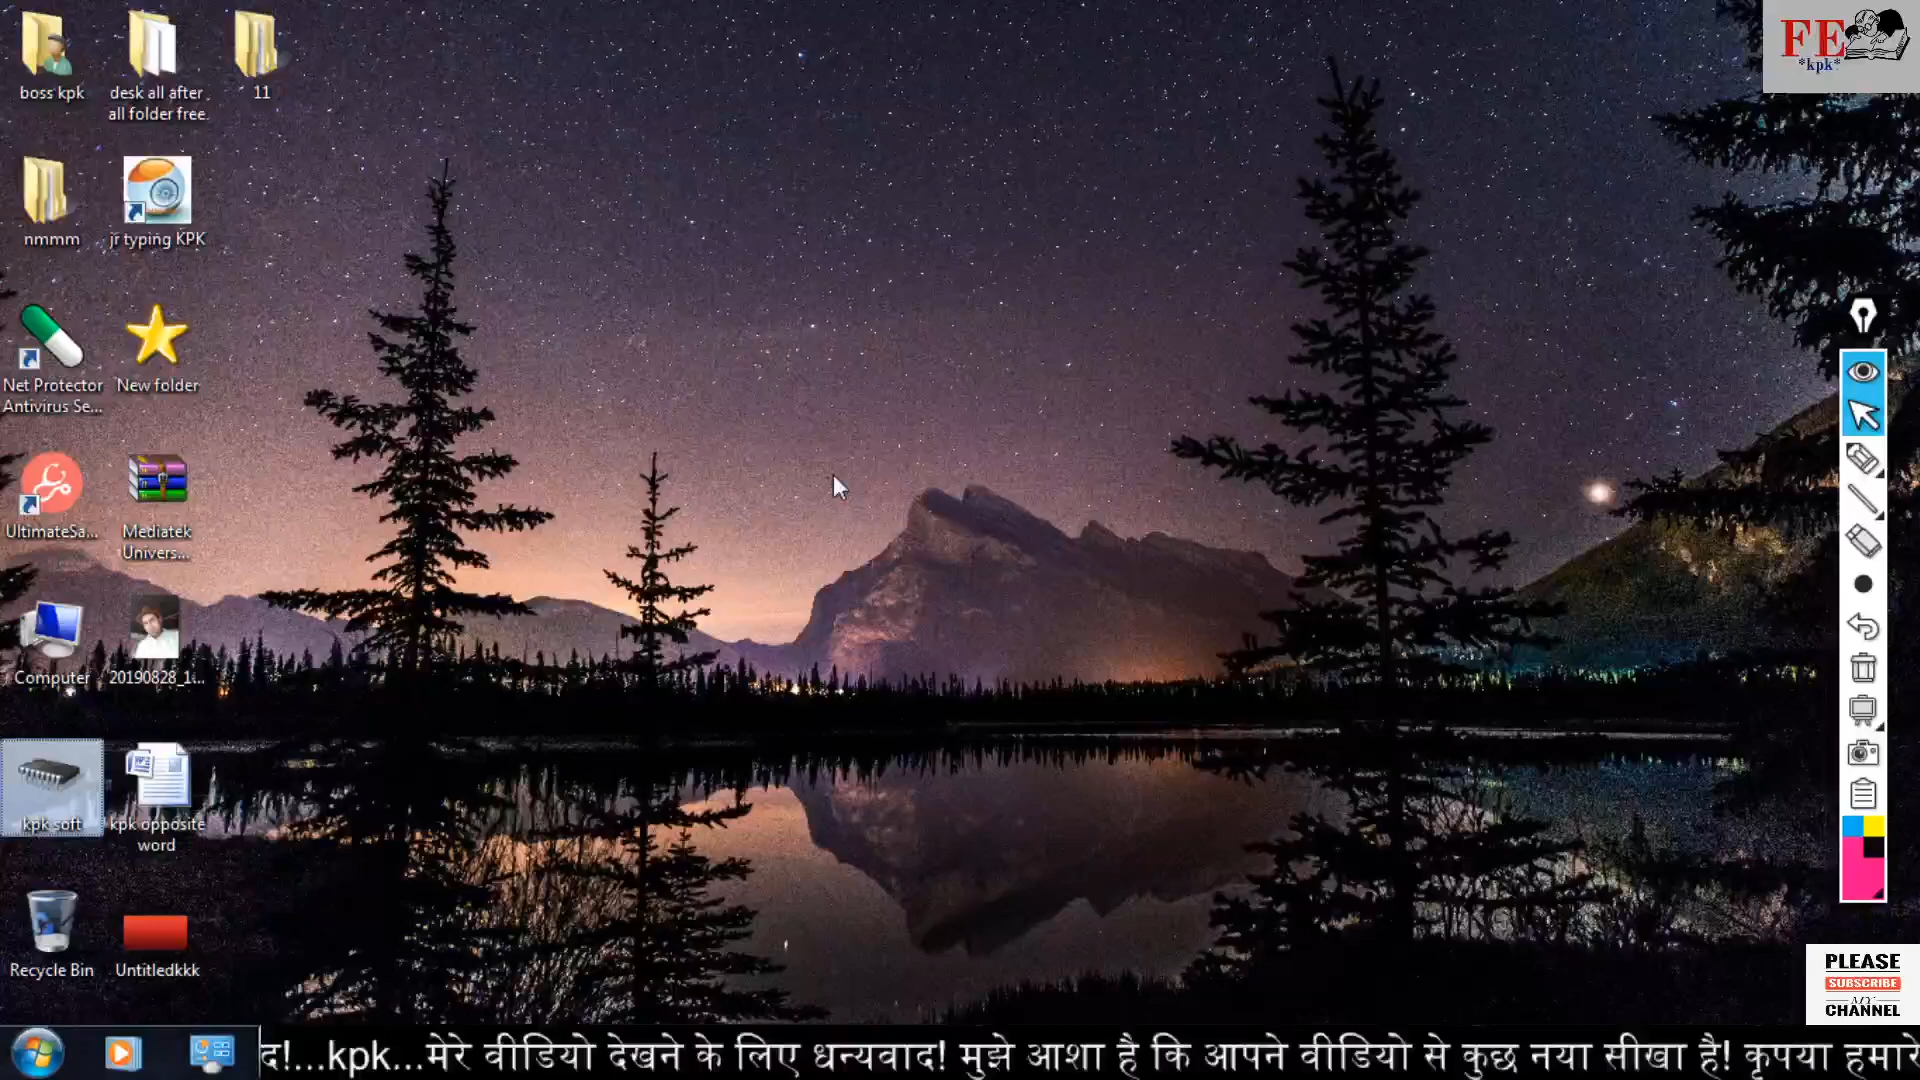 FE
*kpk*
boss kpk
desk all after
all folder free.
11
nmmm
jr typing KPK
Net Protector
Antivirus Se...
New folder
UltimateSa...
Mediatek
Univers...
Computer
20190828_1i...
kpk soft
kpk opposite
word
Recycle Bin
Untitledkkk
PLEASE
SUBSCRIBE
MY
CHANNEL
द!...kpk...मेरे वीडियो देखने के लिए धन्यवाद! मुझे आशा है कि आपने वीडियो से कुछ नया सीखा है! कृपया हमारे